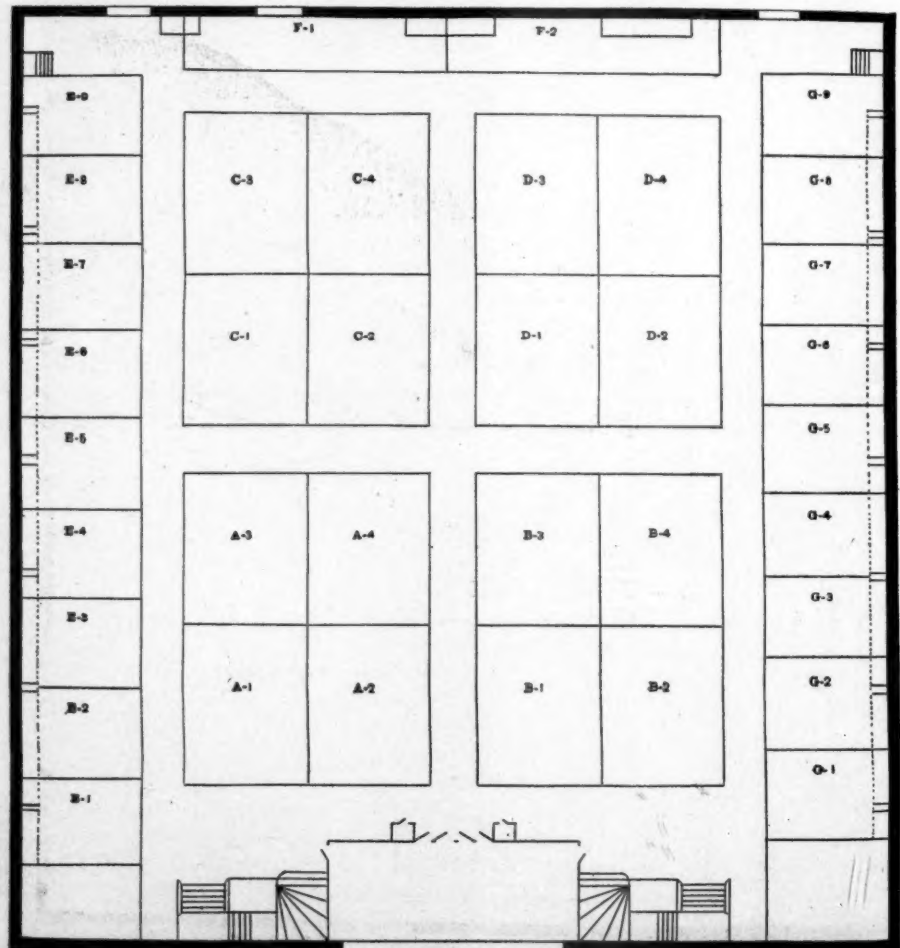 F-1 F-2
E-9 G-9
E-8 C-3 C-4 D-3 D-4 G-8
E-7 G-7
E-6 C-1 C-2 D-1 D-2 G-6
E-5 G-5
E-4 A-3 A-4 B-3 B-4 G-4
E-3 G-3
E-2 A-1 A-2 B-1 B-2 G-2
E-1 G-1